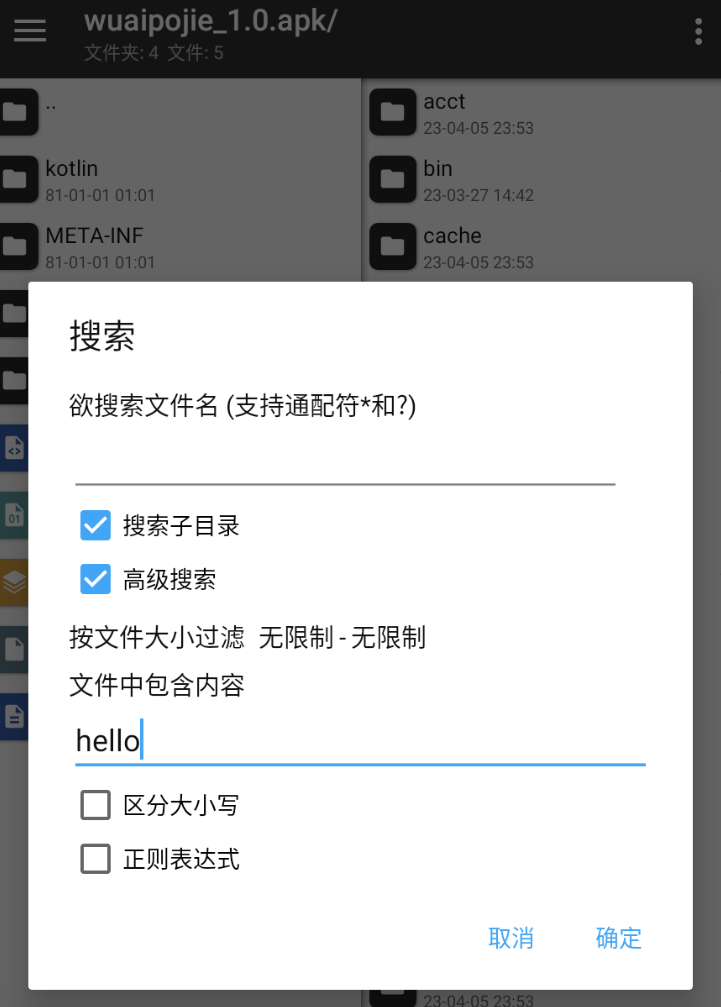 wuaipojie_1.0.apk/
文件夹: 4 文件: 5
..
kotlin
81-01-01 01:01
META-INF
81-01-01 01:01
acct
23-04-05 23:53
bin
23-03-27 14:42
cache
23-04-05 23:53
搜索
欲搜索文件名 (支持通配符*和?)
搜索子目录
高级搜索
按文件大小过滤 无限制 - 无限制
文件中包含内容
hello
区分大小写
正则表达式
取消 确定
01
23-04-05 23:53